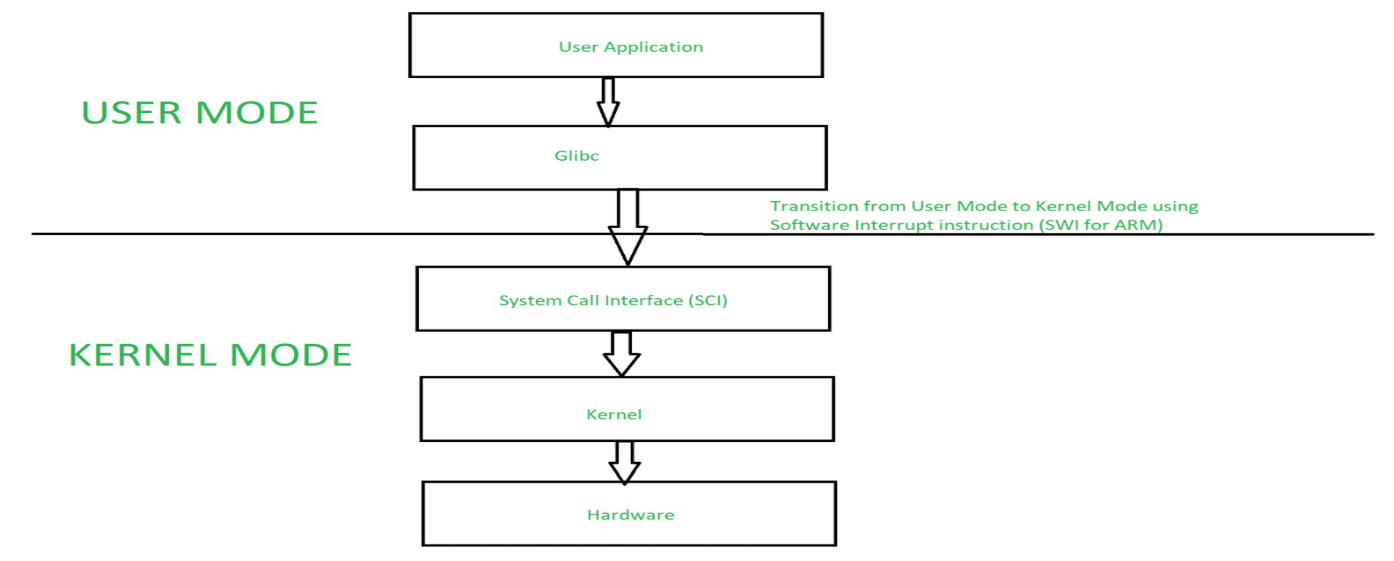 User Application
USER MODE
Glibc
Transition from User Mode to Kernel Mode using
Software Interrupt instruction (SWI for ARM)
System Call Interface (SCI)
KERNEL MODE
Kernel
Hardware